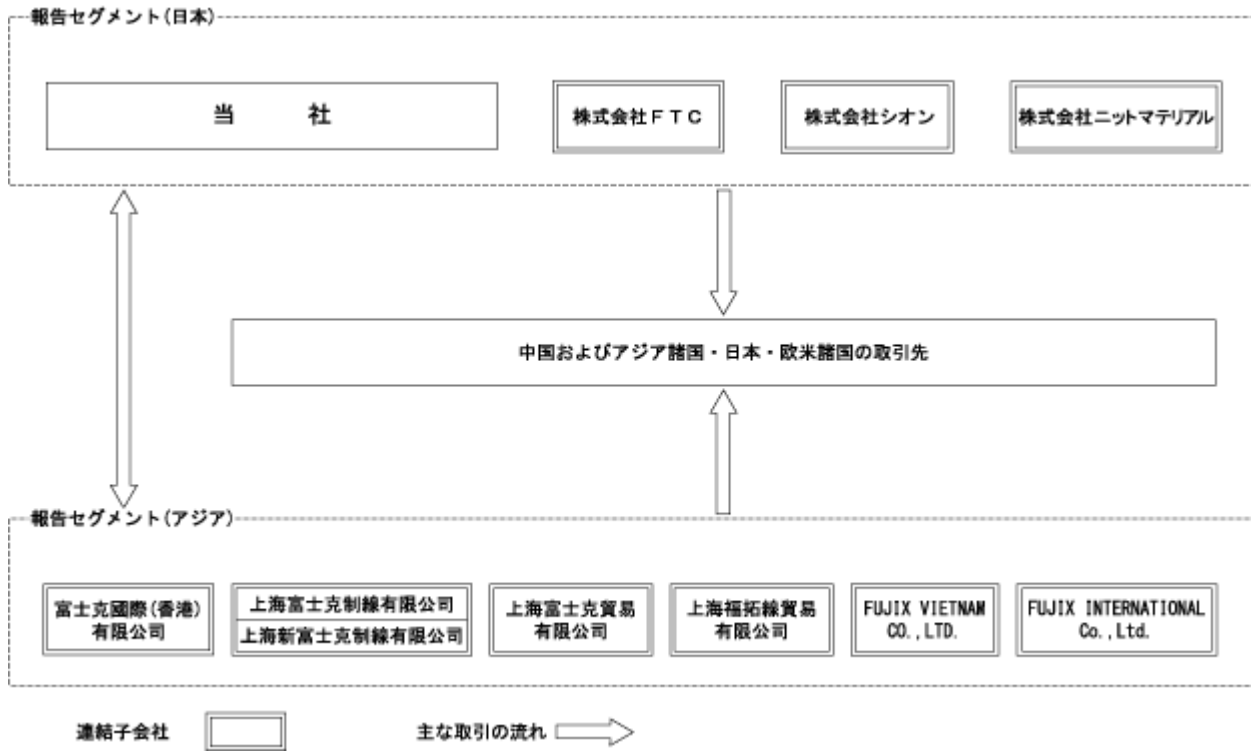 報告セグメント(日本)
当 社
株式会社FTC
株式会社シオン
株式会社ニットマテリアル
中国およびアジア諸国・日本・欧米諸国の取引先
報告セグメント(アジア)
富士克國際(香港)
有限公司
上海富士克制線有限公司
上海新富士克制線有限公司
上海富士克貿易
有限公司
上海福拓線貿易
有限公司
FUJIX VIETNAM
CO.,LTD.
FUJIX INTERNATIONAL
Co.,Ltd.
連結子会社
主な取引の流れ